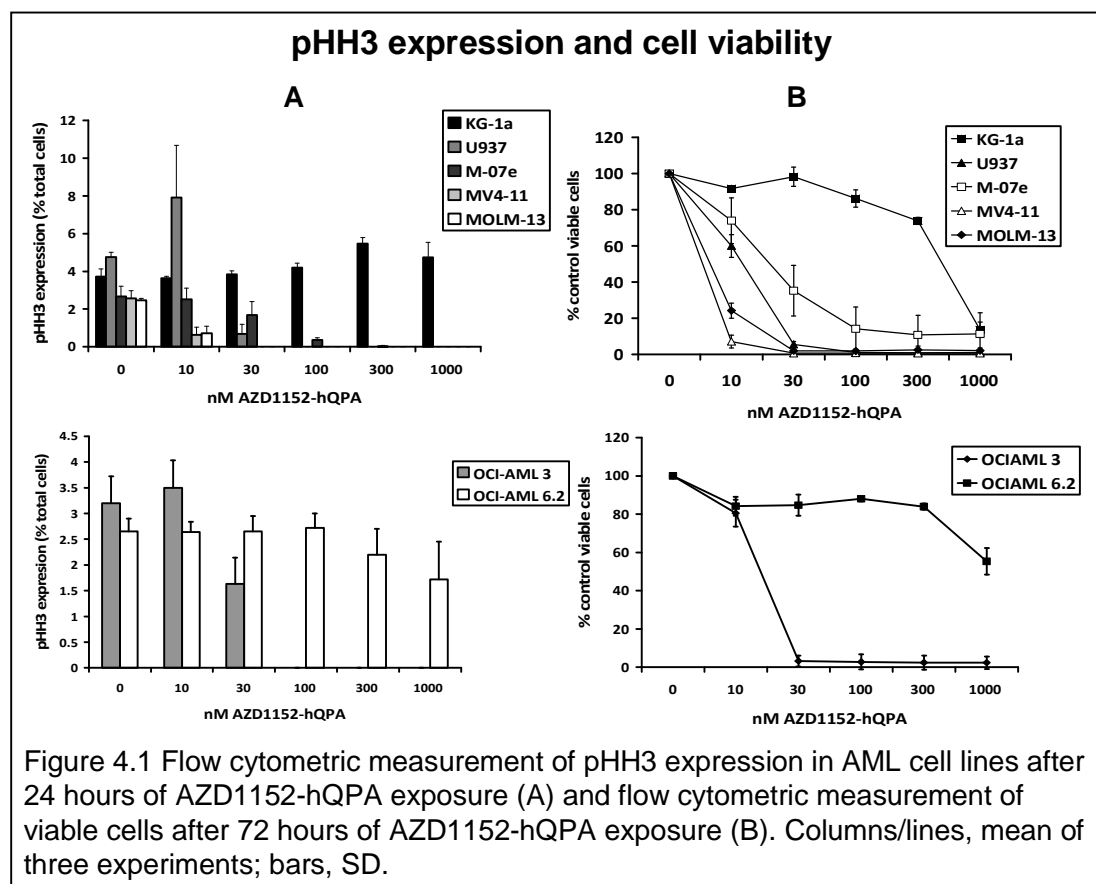 pHH3 expression and cell viability
A
pHH3 expression (% total cells)
12
10
8
6
4
2
0
KG-1a
U937
M-07e
MV4-11
MOLM-13
0 10 30 100 300 1000
nM AZD1152-hQPA
B
% control viable cells
120
100
80
60
40
20
0
KG-1a
U937
M-07e
MV4-11
MOLM-13
0 10 30 100 300 1000
nM AZD1152-hQPA
pHH3 expresion (% total cells)
4.5
4
3.5
3
2.5
2
1.5
1
0.5
0
OCI-AML 3
OCI-AML 6.2
0 10 30 100 300 1000
nM AZD1152-hQPA
% control viable cells
120
100
80
60
40
20
0
OCIAML 3
OCIAML 6.2
0 10 30 100 300 1000
nM AZD1152-hQPA
Figure 4.1 Flow cytometric measurement of pHH3 expression in AML cell lines after
24 hours of AZD1152-hQPA exposure (A) and flow cytometric measurement of
viable cells after 72 hours of AZD1152-hQPA exposure (B). Columns/lines, mean of
three experiments; bars, SD.